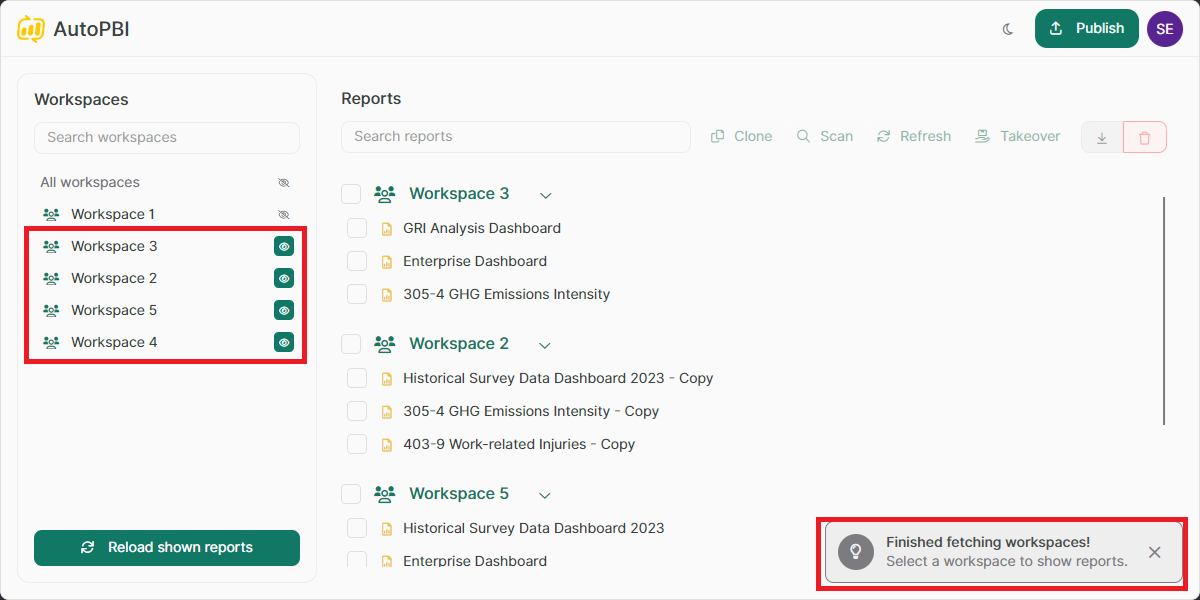 AutoPBI
Publish
SE
Workspaces
Search workspaces
All workspaces
Workspace 1
Workspace 3
Workspace 2
Workspace 5
Workspace 4
Reload shown reports
Reports
Search reports
Clone
Scan
Refresh
Takeover
Workspace 3
GRI Analysis Dashboard
Enterprise Dashboard
305-4 GHG Emissions Intensity
Workspace 2
Historical Survey Data Dashboard 2023 - Copy
305-4 GHG Emissions Intensity - Copy
403-9 Work-related Injuries - Copy
Workspace 5
Historical Survey Data Dashboard 2023
Enterprise Dashboard
Finished fetching workspaces!
Select a workspace to show reports.